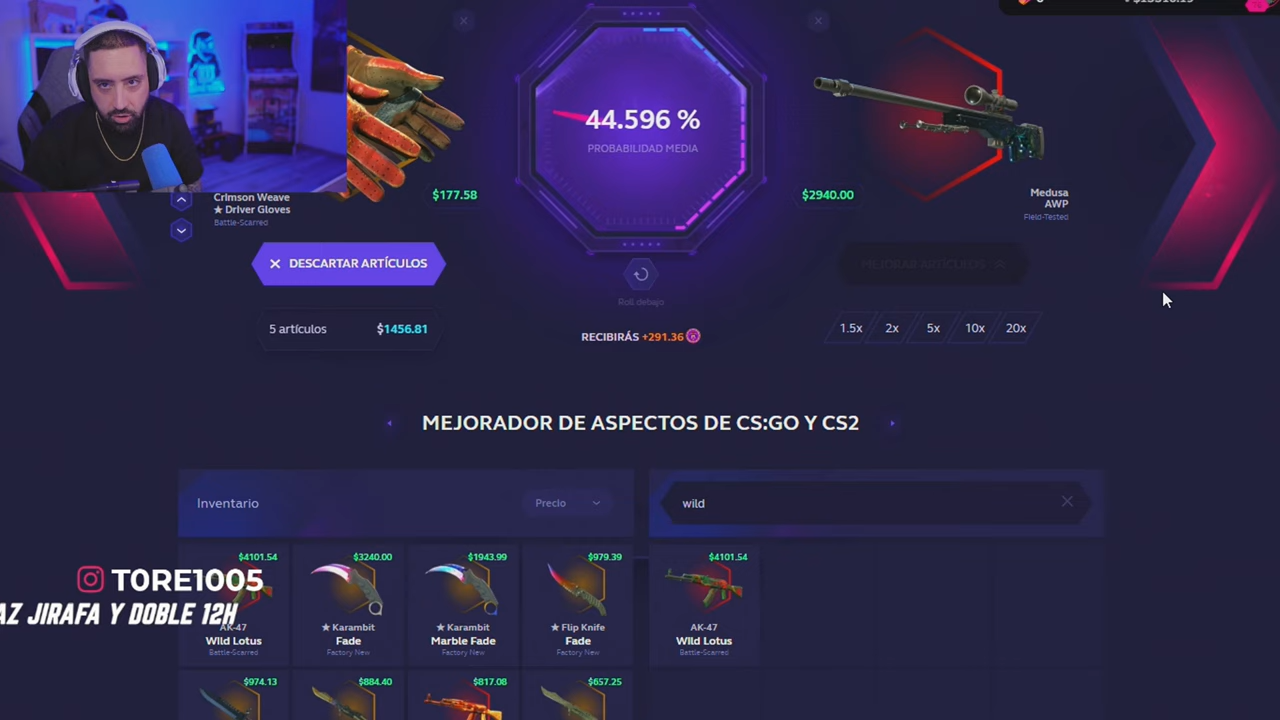 44.596 %
PROBABILIDAD MEDIA
Crimson Weave
★ Driver Gloves
Battle-Scarred
$177.58
$2940.00
Medusa
AWP
Field-Tested
DESCARTAR ARTÍCULOS
MEJORAR ARTÍCULOS
Roll debajo
5 artículos $1456.81
RECIBIRÁS +291.36
1.5x 2x 5x 10x 20x
MEJORADOR DE ASPECTOS DE CS:GO Y CS2
Inventario Precio
wild
$4101.54 $3240.00 $1943.99 $979.39 $4101.54
TORE1005
AZ JIRAFA Y DOBLE 12H
AK-47
Wild Lotus
Battle-Scarred
★ Karambit
Fade
Factory New
★ Karambit
Marble Fade
Factory New
★ Flip Knife
Fade
Factory New
AK-47
Wild Lotus
Battle-Scarred
$974.13 $884.40 $817.08 $657.25